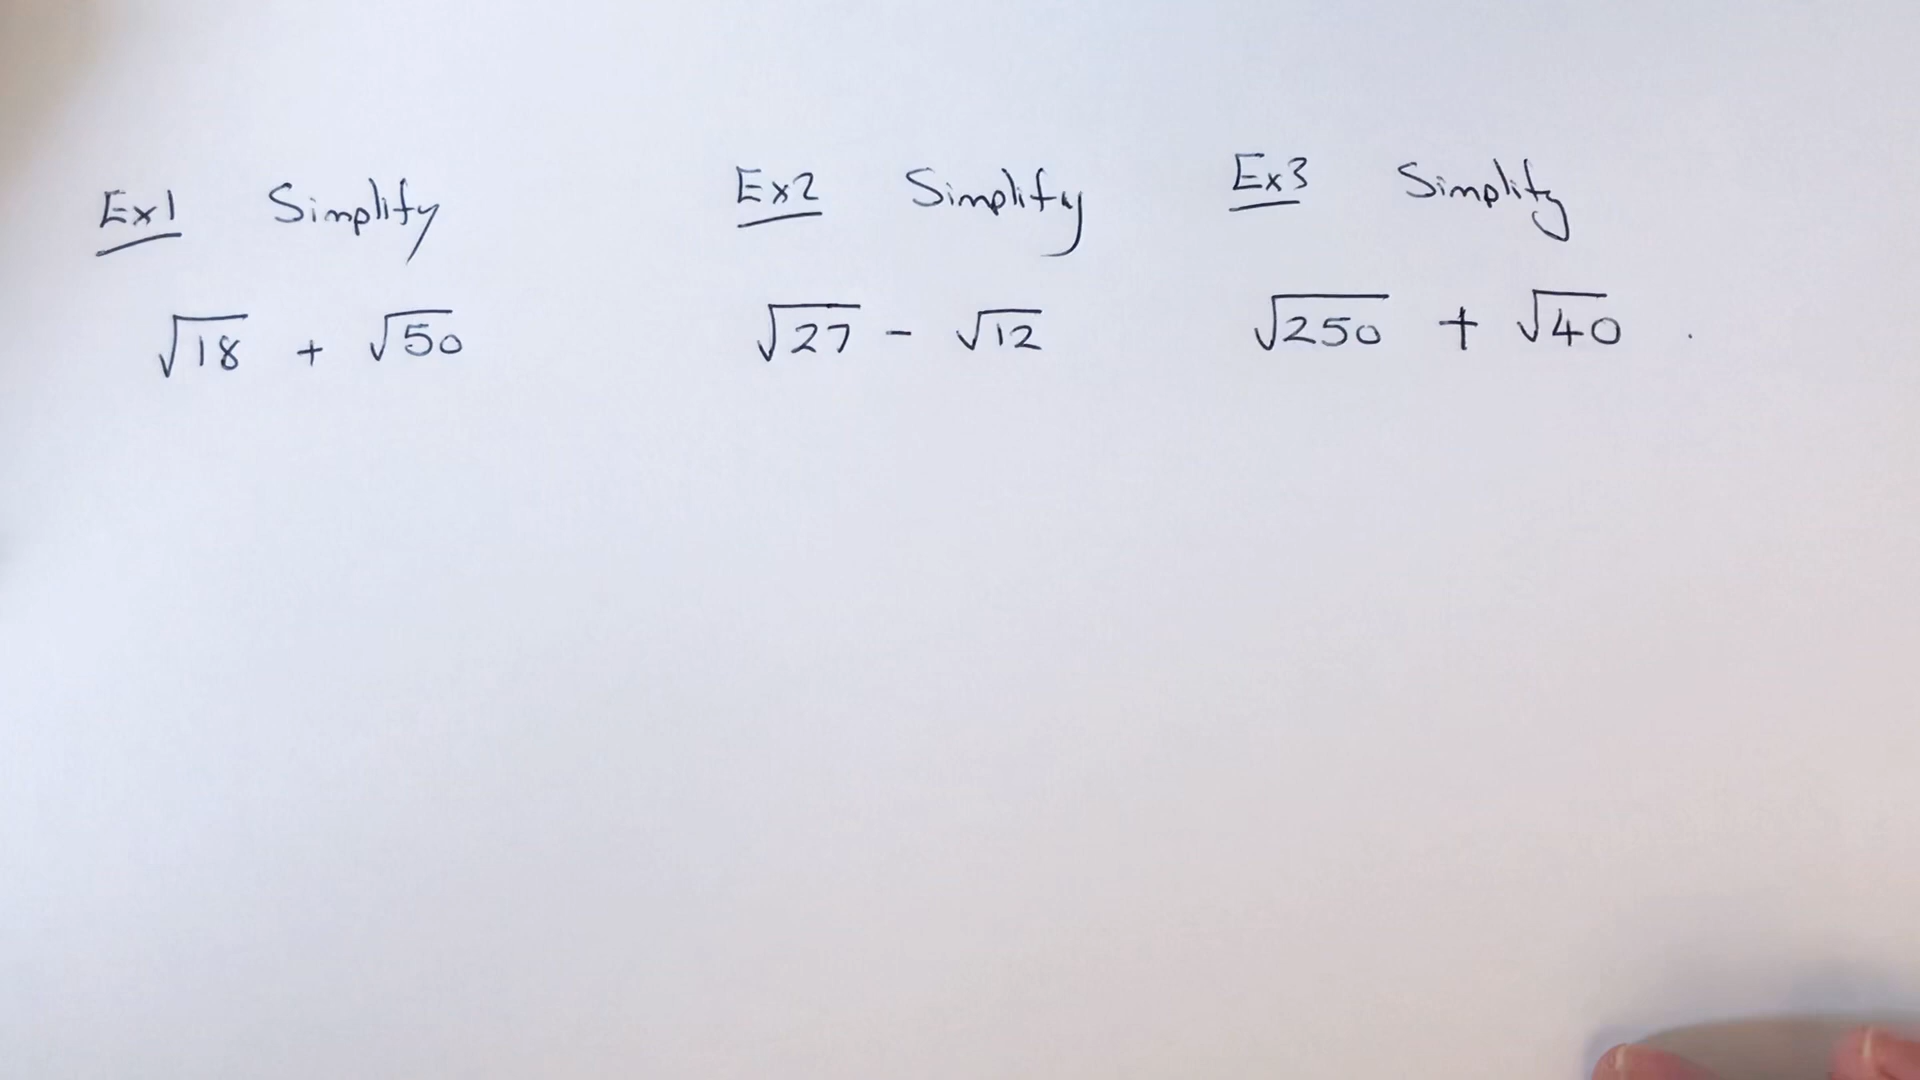 Ex1 Simplify
√18 + √50
Ex2 Simplify
√27 - √12
Ex3 Simplify
√250 + √40